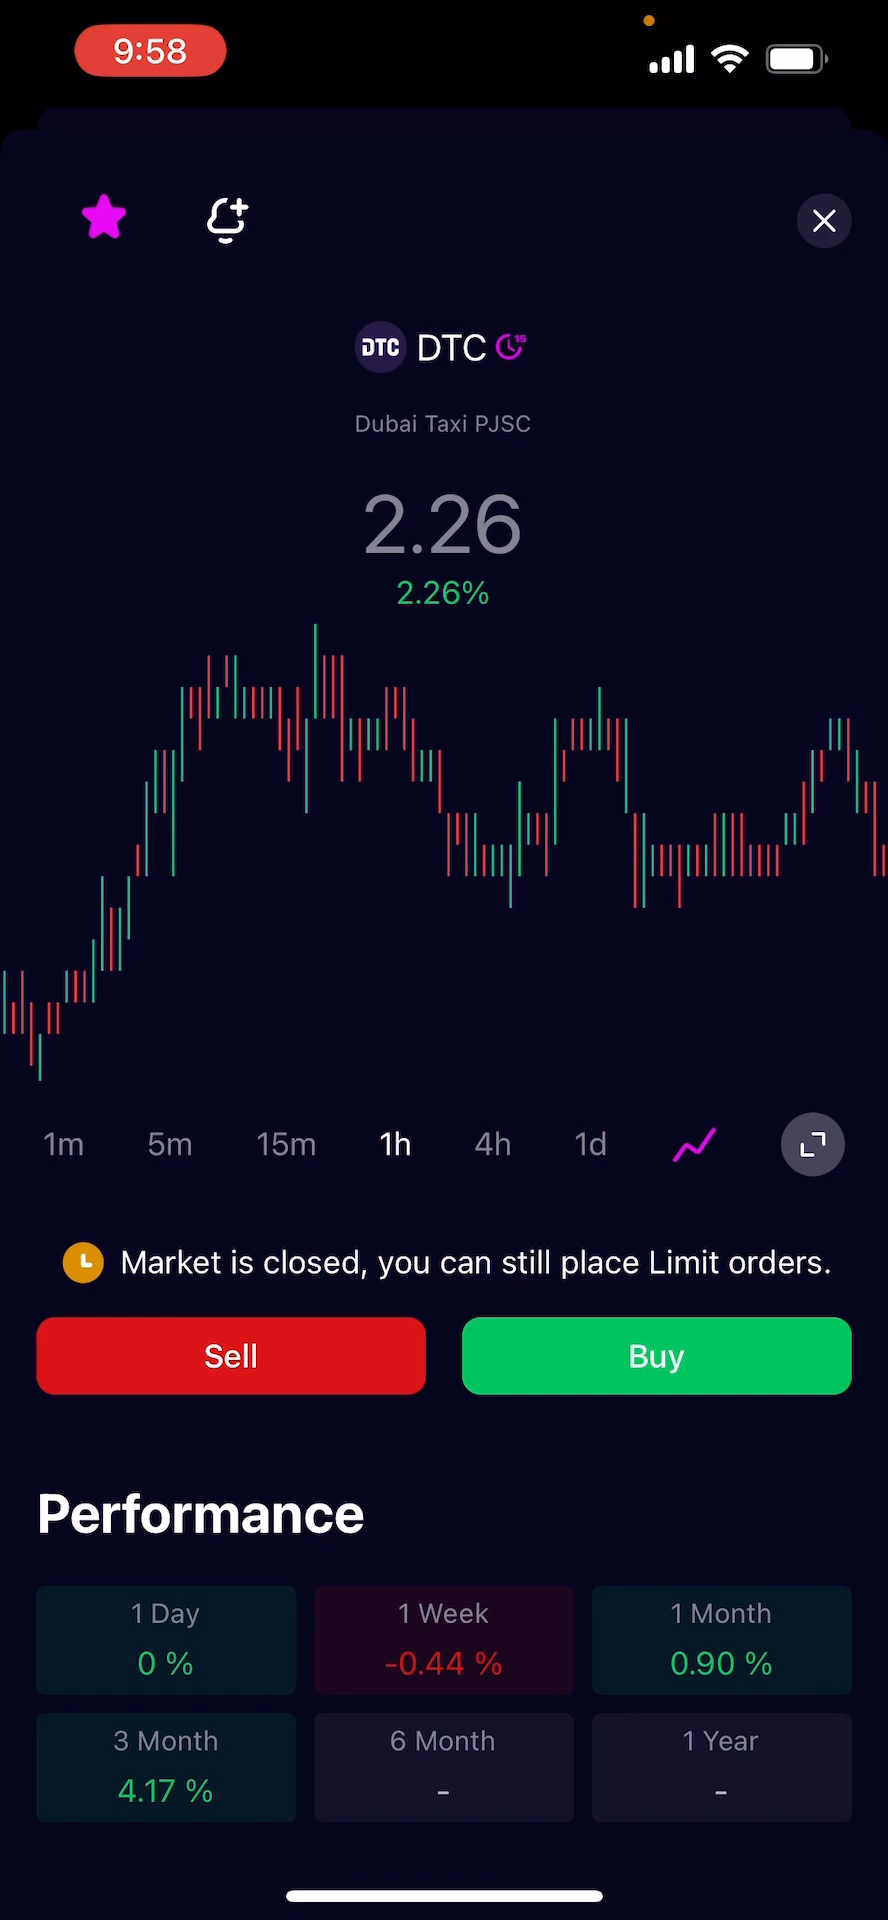 9:58
DTC DTC 15
Dubai Taxi PJSC
2.26
2.26%
1m 5m 15m 1h 4h 1d
Market is closed, you can still place Limit orders.
Sell Buy
Performance
1 Day 1 Week 1 Month
0 % -0.44 % 0.90 %
3 Month 6 Month 1 Year
4.17 % - -